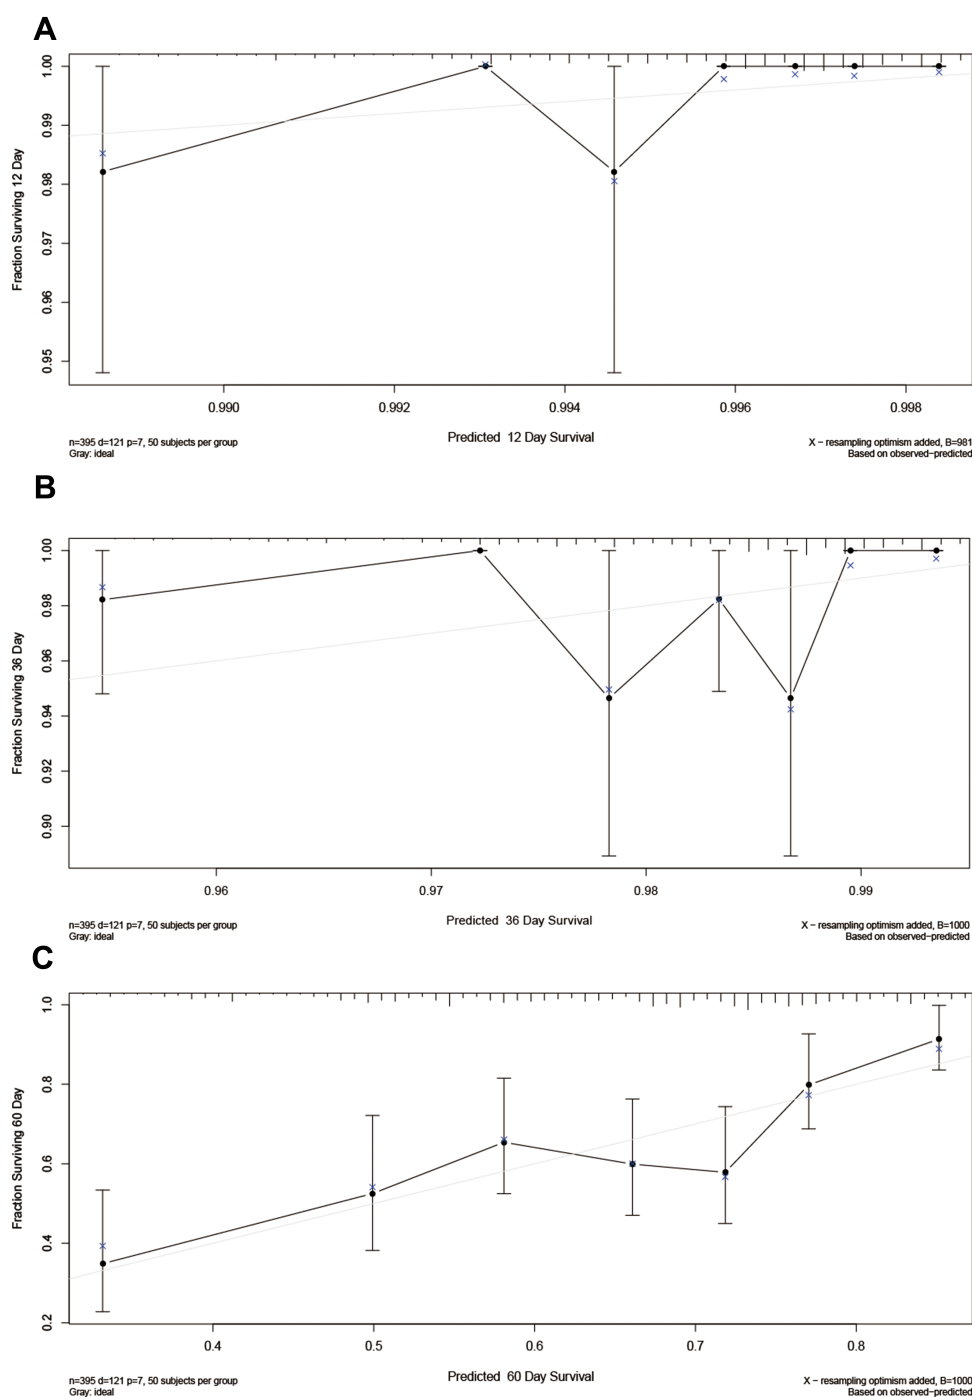 A
Fraction Surviving 12 Day
1.00
0.99
0.98
0.97
0.96
0.95
0.990 0.992 0.994 0.996 0.998
Predicted 12 Day Survival
n=395 d=121 p=7, 50 subjects per group
Gray: ideal
X − resampling optimism added, B=981
Based on observed−predicted
B
Fraction Surviving 36 Day
1.00
0.98
0.96
0.94
0.92
0.90
0.96 0.97 0.98 0.99
Predicted 36 Day Survival
n=395 d=121 p=7, 50 subjects per group
Gray: ideal
X − resampling optimism added, B=1000
Based on observed−predicted
C
Fraction Surviving 60 Day
1.0
0.8
0.6
0.4
0.2
0.4 0.5 0.6 0.7 0.8
Predicted 60 Day Survival
n=395 d=121 p=7, 50 subjects per group
Gray: ideal
X − resampling optimism added, B=1000
Based on observed−predicted